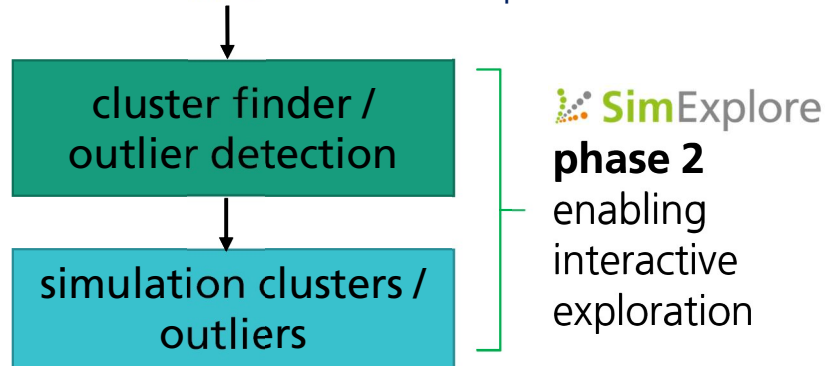 cluster finder /
outlier detection
simulation clusters /
outliers
SimExplore
phase 2
enabling
interactive
exploration